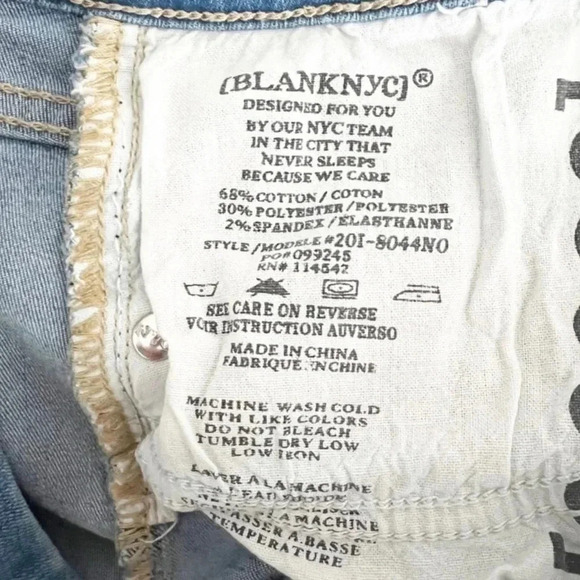 [BLANKNYC]®
DESIGNED FOR YOU
BY OUR NYC TEAM
IN THE CITY THAT
NEVER SLEEPS
BECAUSE WE CARE
68% COTTON / COTON
30% POLYESTER / POLYESTER
2% SPANDEX / ÉLASTHANNE
STYLE / MODELE #20I-8044NO
PO# 099245
RN# 114542
SEE CARE ON REVERSE
VOIR INSTRUCTION AUVERSO
MADE IN CHINA
FABRIQUE EN CHINE
MACHINE WASH COLD
WITH LIKE COLORS
DO NOT BLEACH
TUMBLE DRY LOW
LOW IRON
LAVER A LA MACHINE
A MACHINE
A BASSE
TEMPERATURE